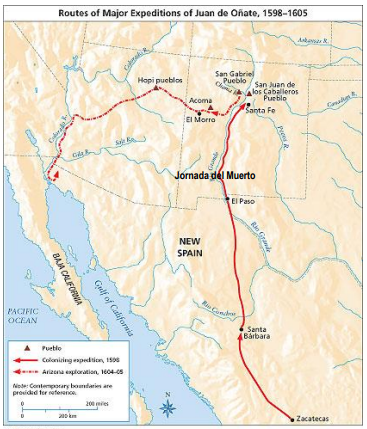 Routes of Major Expeditions of Juan de Oñate, 1598–1605
Arkansas R.
Colorado R.
Hopi pueblos
San Gabriel
Pueblo
Chama R.
San Juan de
los Caballeros
Pueblo
Canadian R.
Acoma
Santa Fe
El Morro
Colorado R.
Pecos R.
Salt R.
Gila R.
Grande
Jornada del Muerto
El Paso
Rio Grande
NEW
SPAIN
BAJA CALIFORNIA
Gulf of California
Rio Conchos
PACIFIC
OCEAN
Santa
Bárbara
Pueblo
Colonizing expedition, 1598
Arizona exploration, 1604–05
Note: Contemporary boundaries are
provided for reference.
0 200 miles
0 200 km
N
Zacatecas